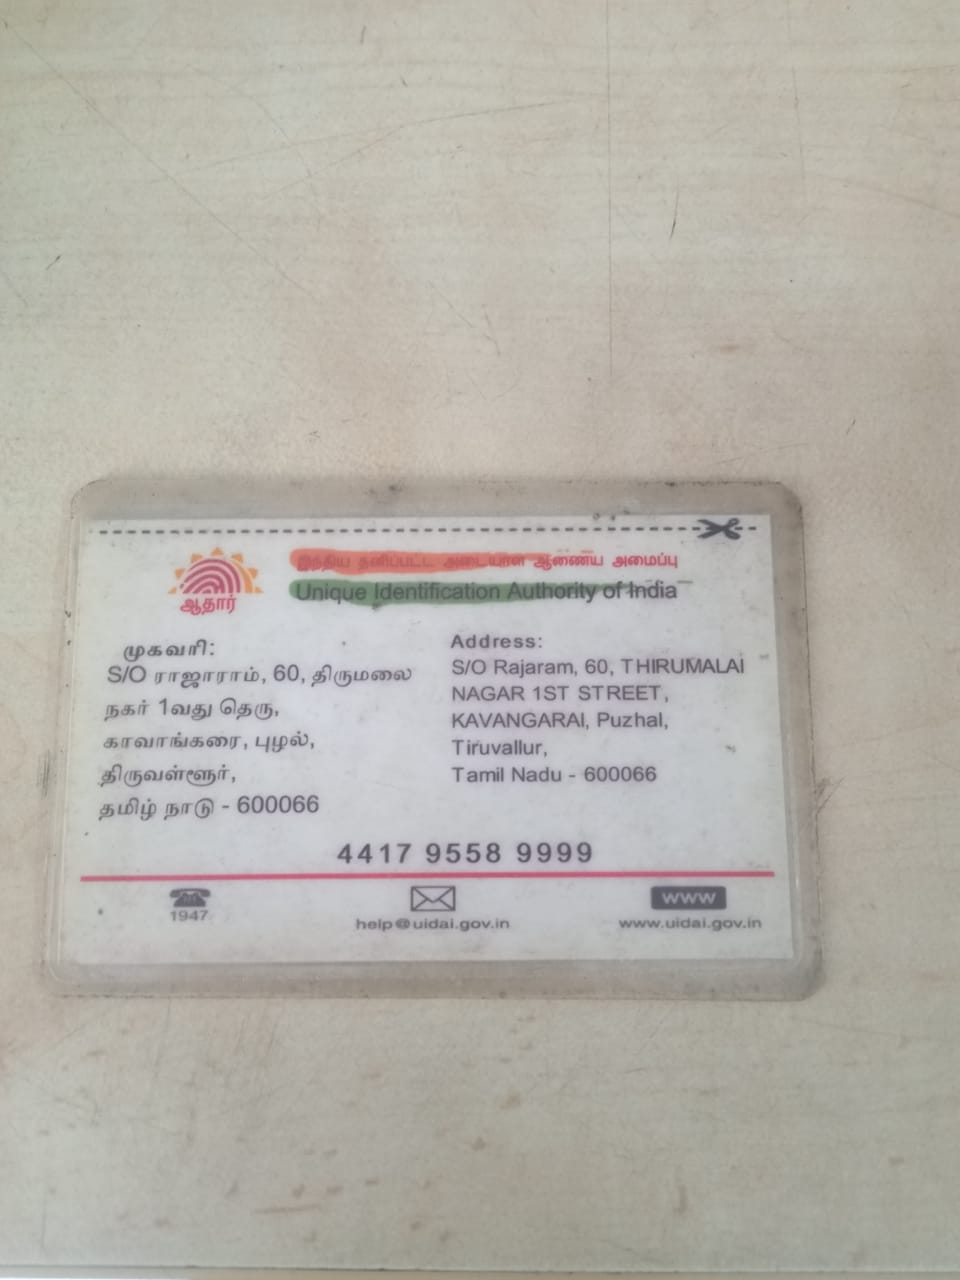 ஆதார்
இந்திய தனிப்பட்ட அடையாள ஆணைய அமைப்பு
Unique Identification Authority of India
முகவரி:
S/O ராஜாராம், 60, திருமலை
நகர் 1வது தெரு,
காவாங்கரை, புழல்,
திருவள்ளூர்,
தமிழ் நாடு - 600066
Address:
S/O Rajaram, 60, THIRUMALAI
NAGAR 1ST STREET,
KAVANGARAI, Puzhal,
Tiruvallur,
Tamil Nadu - 600066
4417 9558 9999
1947
help@uidai.gov.in
www
www.uidai.gov.in